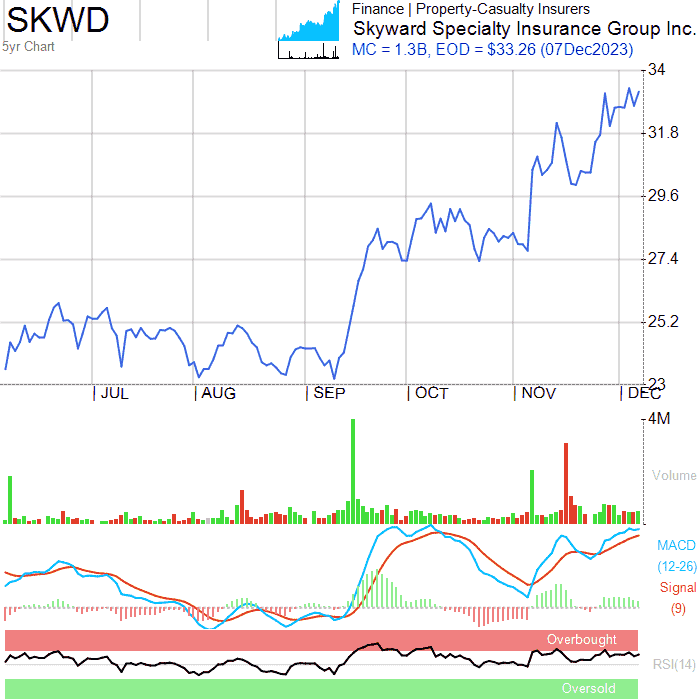 SKWD
5yr Chart
Finance | Property-Casualty Insurers
Skyward Specialty Insurance Group Inc.
MC = 1.3B, EOD = $33.26 (07Dec2023)
34
31.8
29.6
27.4
25.2
23
| JUL | AUG | SEP | OCT | NOV | DEC
4M
Volume
MACD
(12-26)
Signal
(9)
Overbought
RSI(14)
Oversold